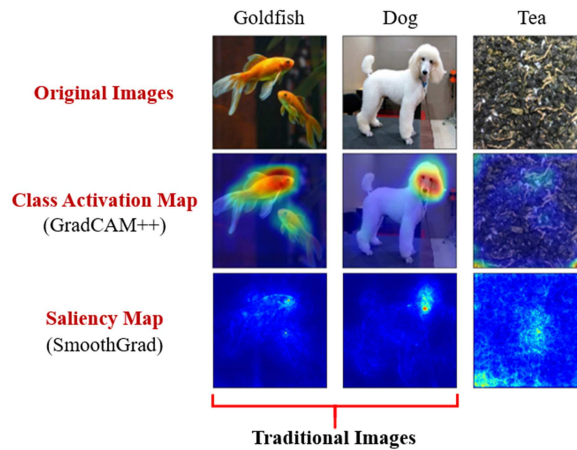 Goldfish Dog Tea
Original Images
Class Activation Map
(GradCAM++)
Saliency Map
(SmoothGrad)
Traditional Images